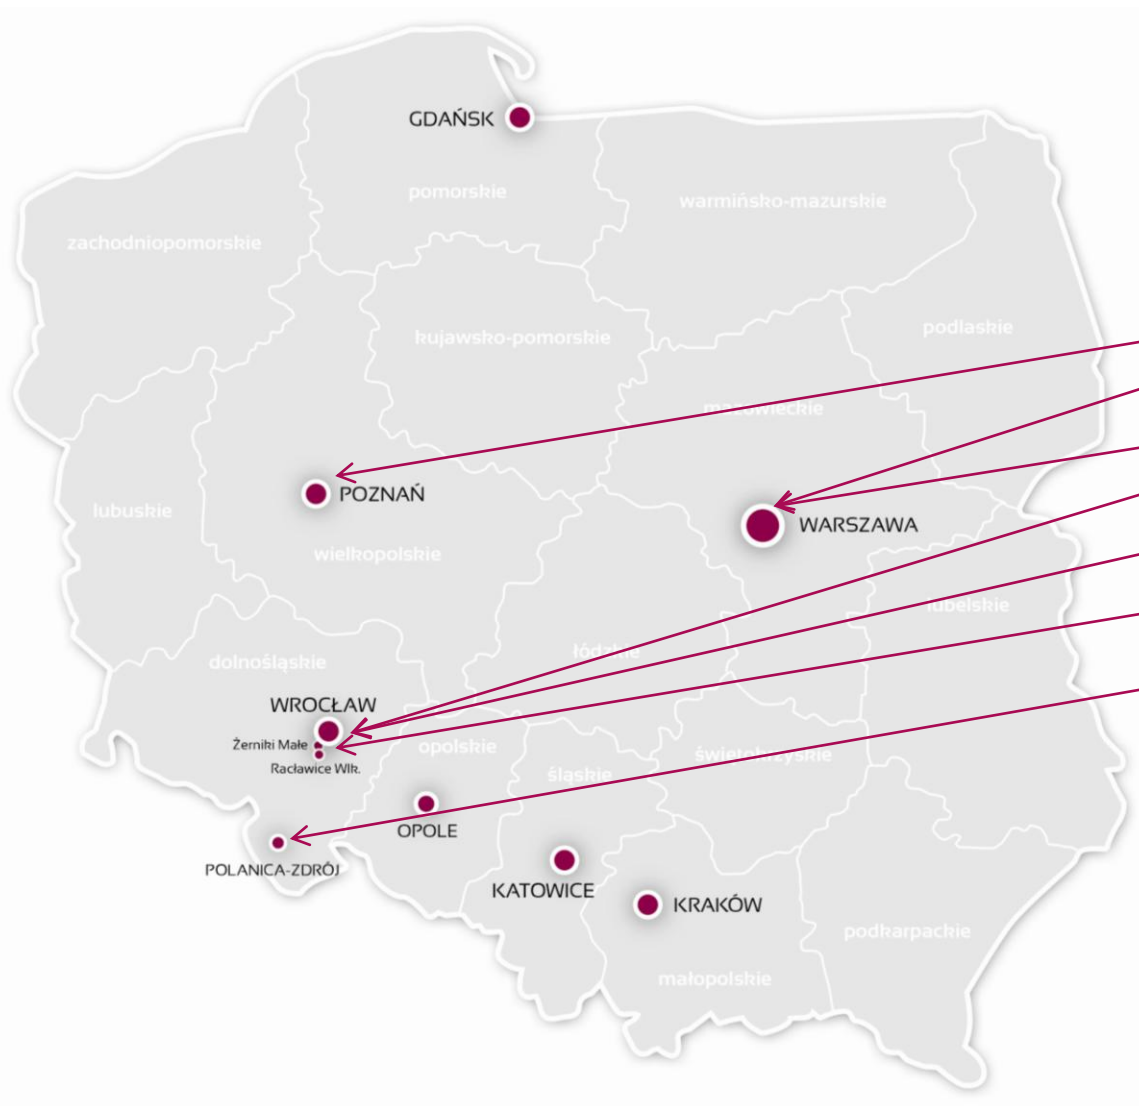 GDAŃSK
pomorskie
warmińsko-mazurskie
zachodniopomorskie
podlaskie
kujawsko-pomorskie
mazowieckie
POZNAŃ
lubuskie
WARSZAWA
wielkopolskie
lubelskie
łódzkie
dolnośląskie
WROCŁAW
Żerniki Małe
opolskie
świętokrzyskie
Racławice Wlk.
śląskie
OPOLE
POLANICA-ZDRÓJ
KATOWICE
KRAKÓW
podkarpackie
małopolskie